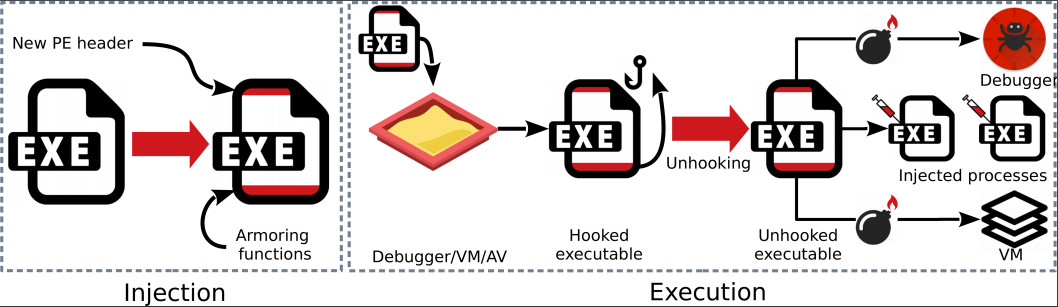 New PE header
EXE
EXE
Armoring
functions
Injection
EXE
Debugger/VM/AV
EXE
Hooked
executable
Unhooking
EXE
Unhooked
executable
Debugger
EXE
EXE
Injected processes
VM
Execution